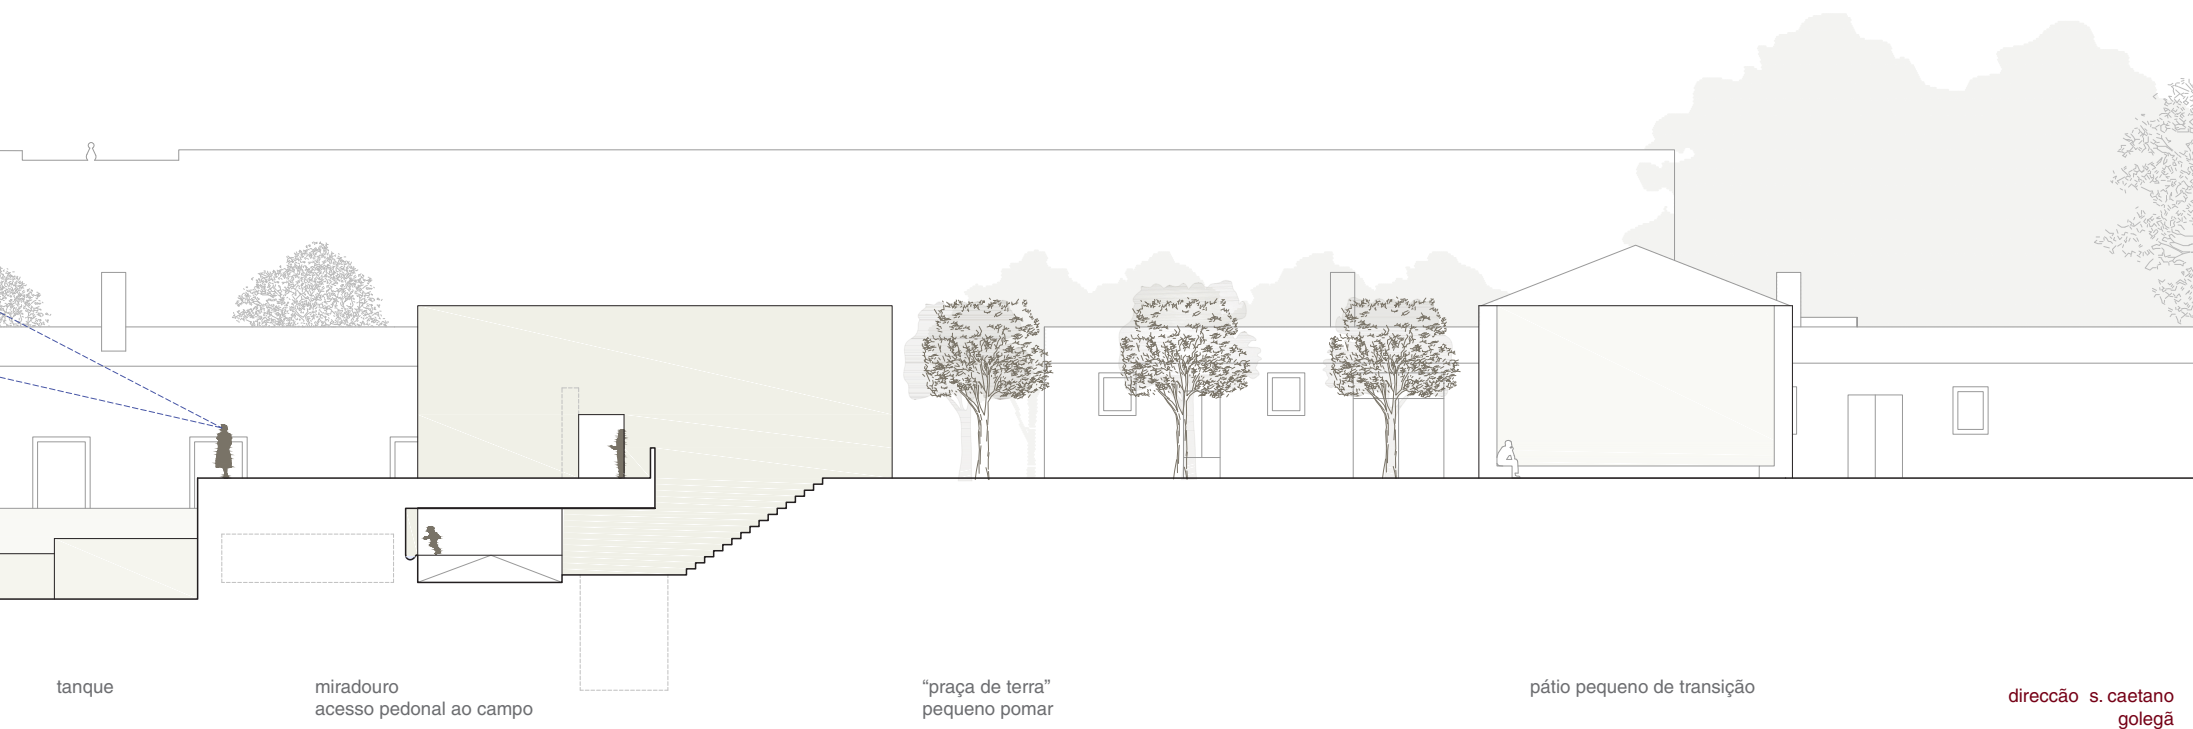 tanque
miradouro
acesso pedonal ao campo
“praça de terra”
pequeno pomar
pátio pequeno de transição
direccão s. caetano
golegã